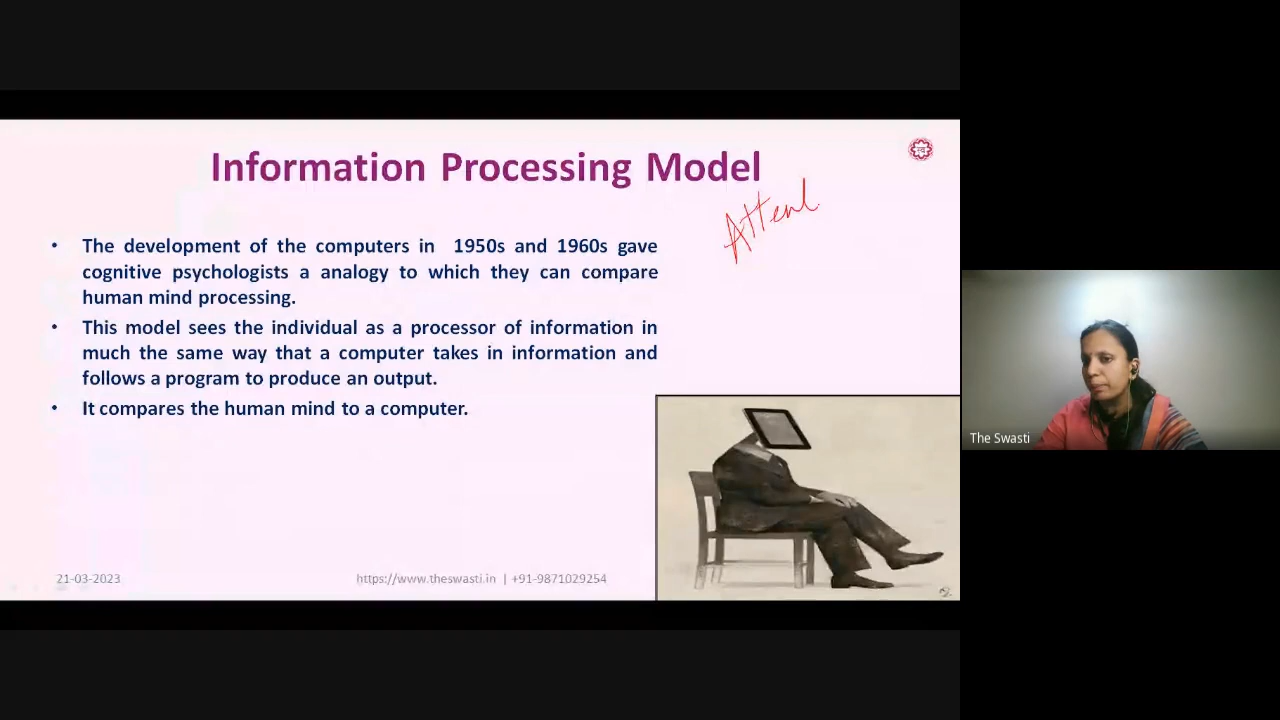 Information Processing Model
Attenl
• The development of the computers in 1950s and 1960s gave
cognitive psychologists a analogy to which they can compare
human mind processing.
• This model sees the individual as a processor of information in
much the same way that a computer takes in information and
follows a program to produce an output.
• It compares the human mind to a computer.
21-03-2023
https://www.theswasti.in | +91-9871029254
The Swasti